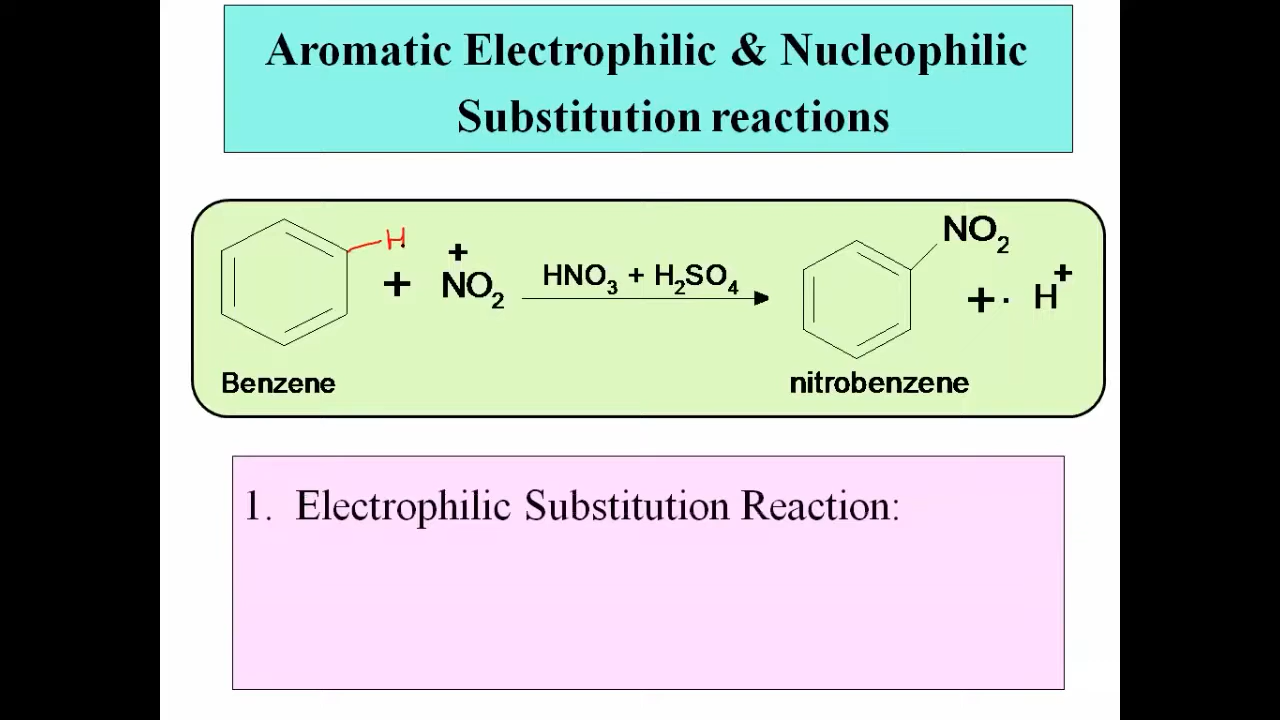 Aromatic Electrophilic & Nucleophilic
Substitution reactions
H
+ NO₂⁺ HNO₃ + H₂SO₄ NO₂ +· H⁺
Benzene nitrobenzene
1. Electrophilic Substitution Reaction: